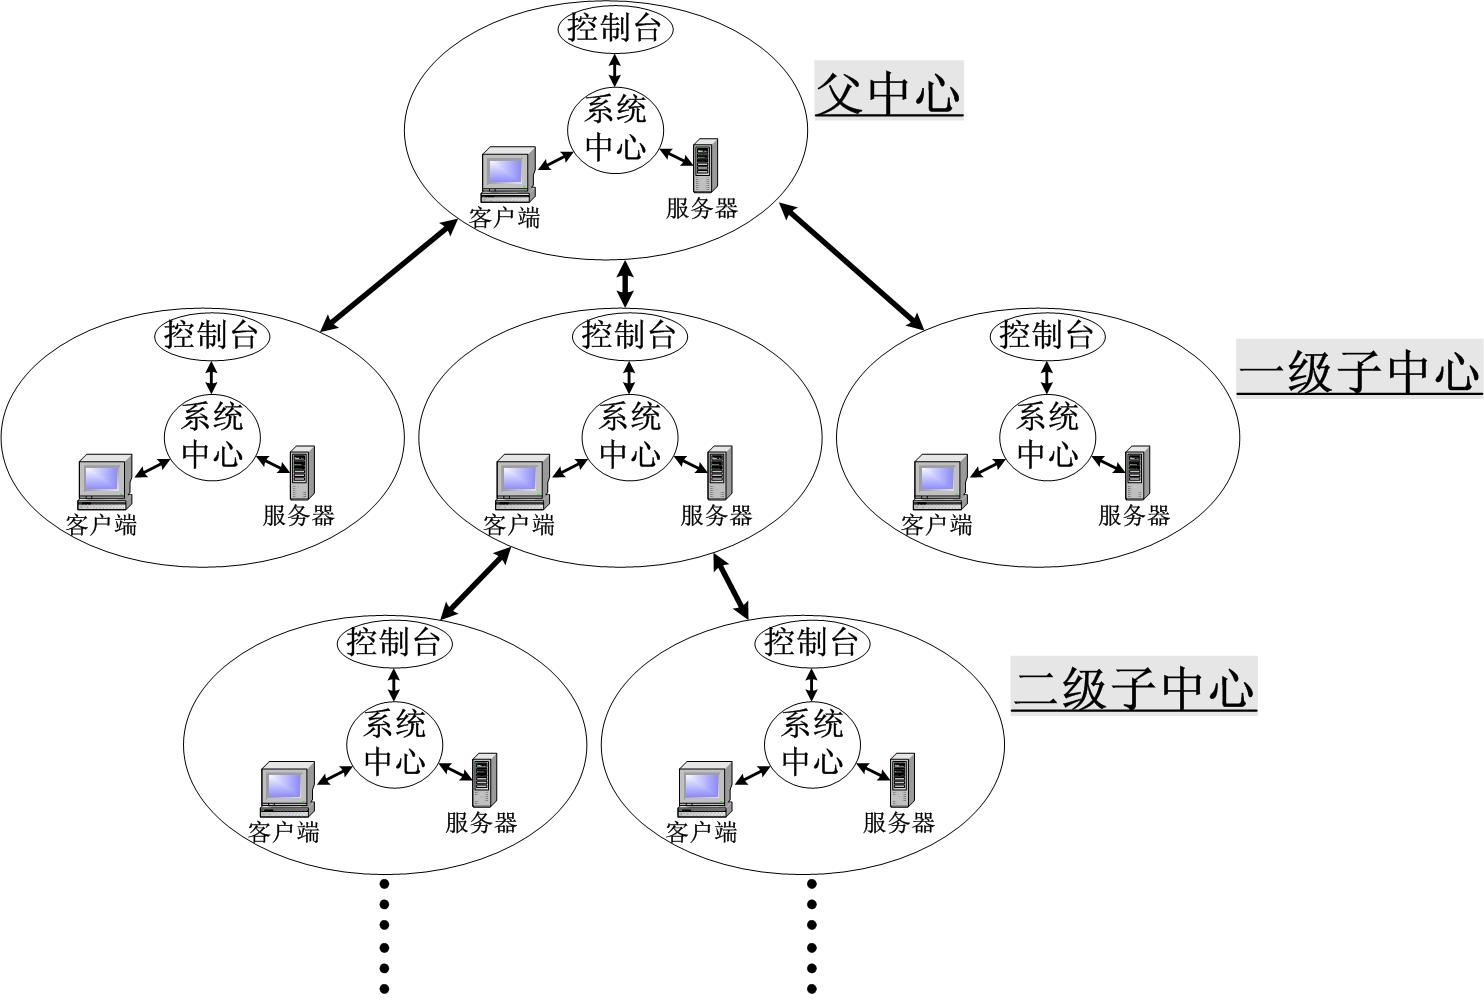 控制台
系统
中心
客户端
服务器
父中心
控制台
系统
中心
客户端
服务器
控制台
系统
中心
客户端
服务器
控制台
系统
中心
客户端
服务器
一级子中心
控制台
系统
中心
客户端
服务器
控制台
系统
中心
客户端
服务器
二级子中心